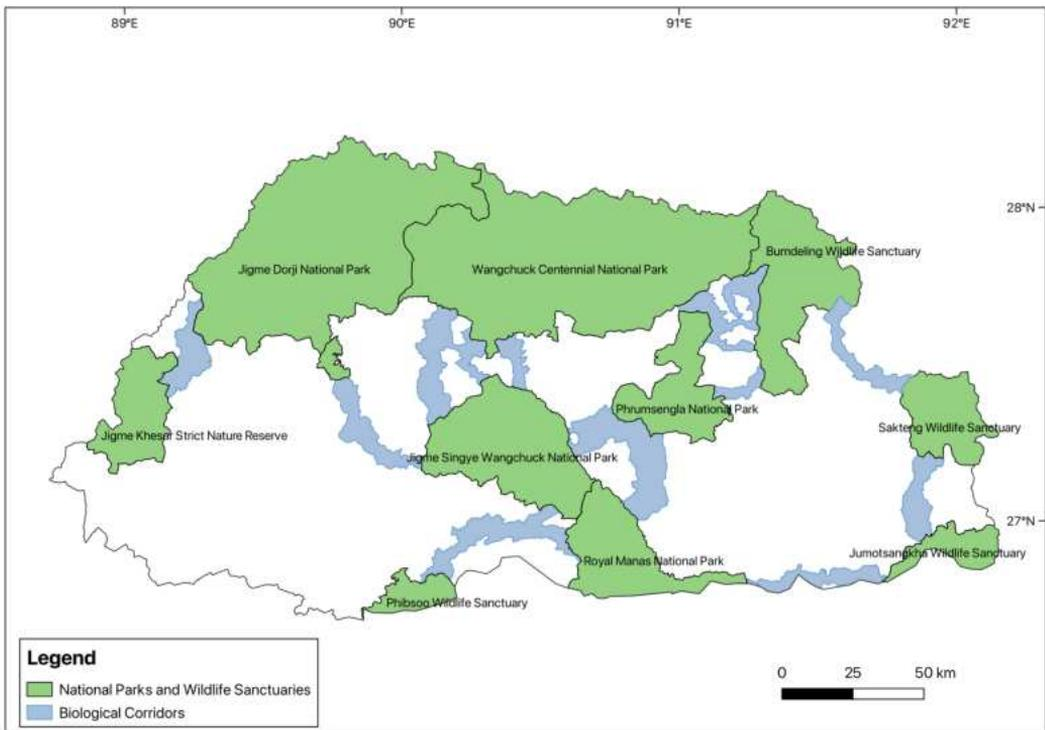 89°E
90°E
91°E
92°E
28°N
Bumdeling Wildlife Sanctuary
Jigme Dorji National Park
Wangchuck Centennial National Park
Phrumsengla National Park
Sakteng Wildlife Sanctuary
Jigme Khesar Strict Nature Reserve
Jigme Singye Wangchuck National Park
27°N
Jumotsangkha Wildlife Sanctuary
Royal Manas National Park
Phibsoo Wildlife Sanctuary
Legend
National Parks and Wildlife Sanctuaries
Biological Corridors
0 25 50 km